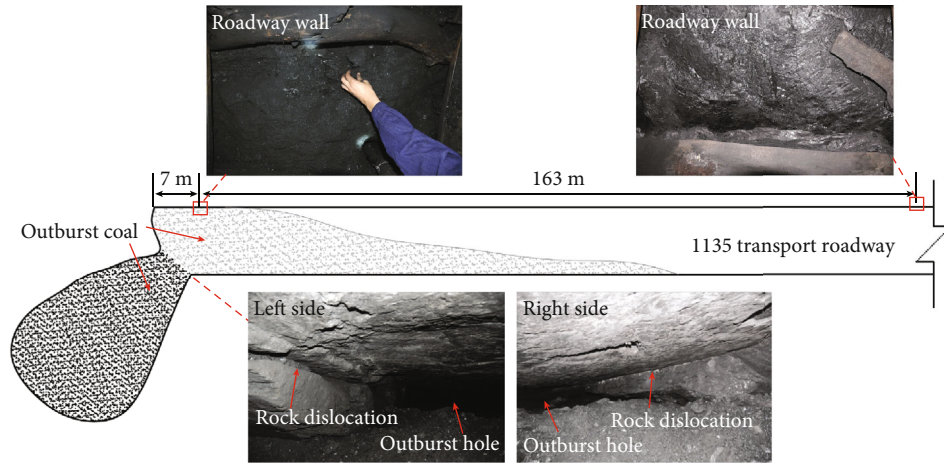 Roadway wall
Roadway wall
7 m
163 m
Outburst coal
1135 transport roadway
Left side
Right side
Rock dislocation
Outburst hole
Rock dislocation
Outburst hole